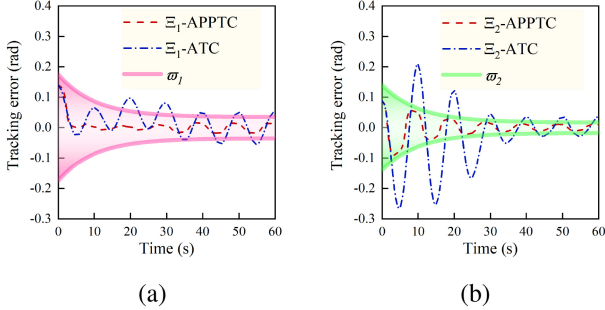 Tracking error (rad)
0.4
0.3
0.2
0.1
0.0
-0.1
-0.2
-0.3
Ξ1-APPTC
Ξ1-ATC
ϖ1
0 10 20 30 40 50 60
Time (s)
(a)
Tracking error (rad)
0.4
0.3
0.2
0.1
0.0
-0.1
-0.2
-0.3
Ξ2-APPTC
Ξ2-ATC
ϖ2
0 10 20 30 40 50 60
Time (s)
(b)